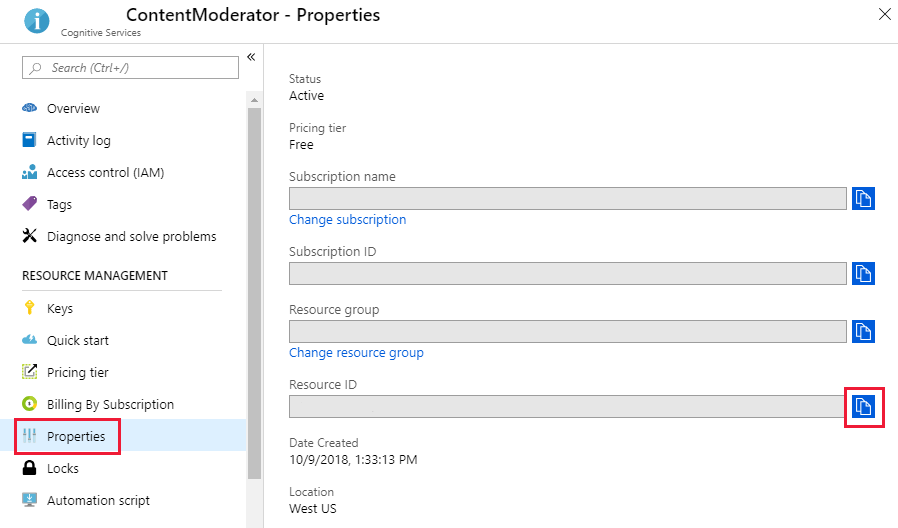 ContentModerator - Properties
Cognitive Services
Search (Ctrl+/)
Overview
Activity log
Access control (IAM)
Tags
Diagnose and solve problems
RESOURCE MANAGEMENT
Keys
Quick start
Pricing tier
Billing By Subscription
Properties
Locks
Automation script
Status
Active
Pricing tier
Free
Subscription name
Change subscription
Subscription ID
Resource group
Change resource group
Resource ID
Date Created
10/9/2018, 1:33:13 PM
Location
West US